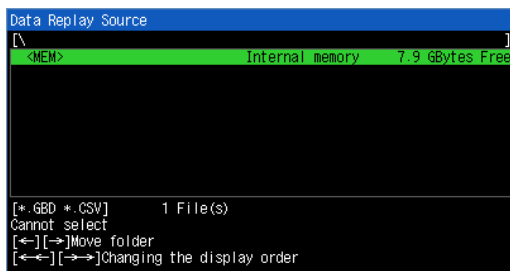 Data Replay Source
[\ ]
<MEM> Internal memory 7.9 GBytes Free
[*.GBD *.CSV] 1 File(s)
Cannot select
[←][→]Move folder
[←←][→→]Changing the display order